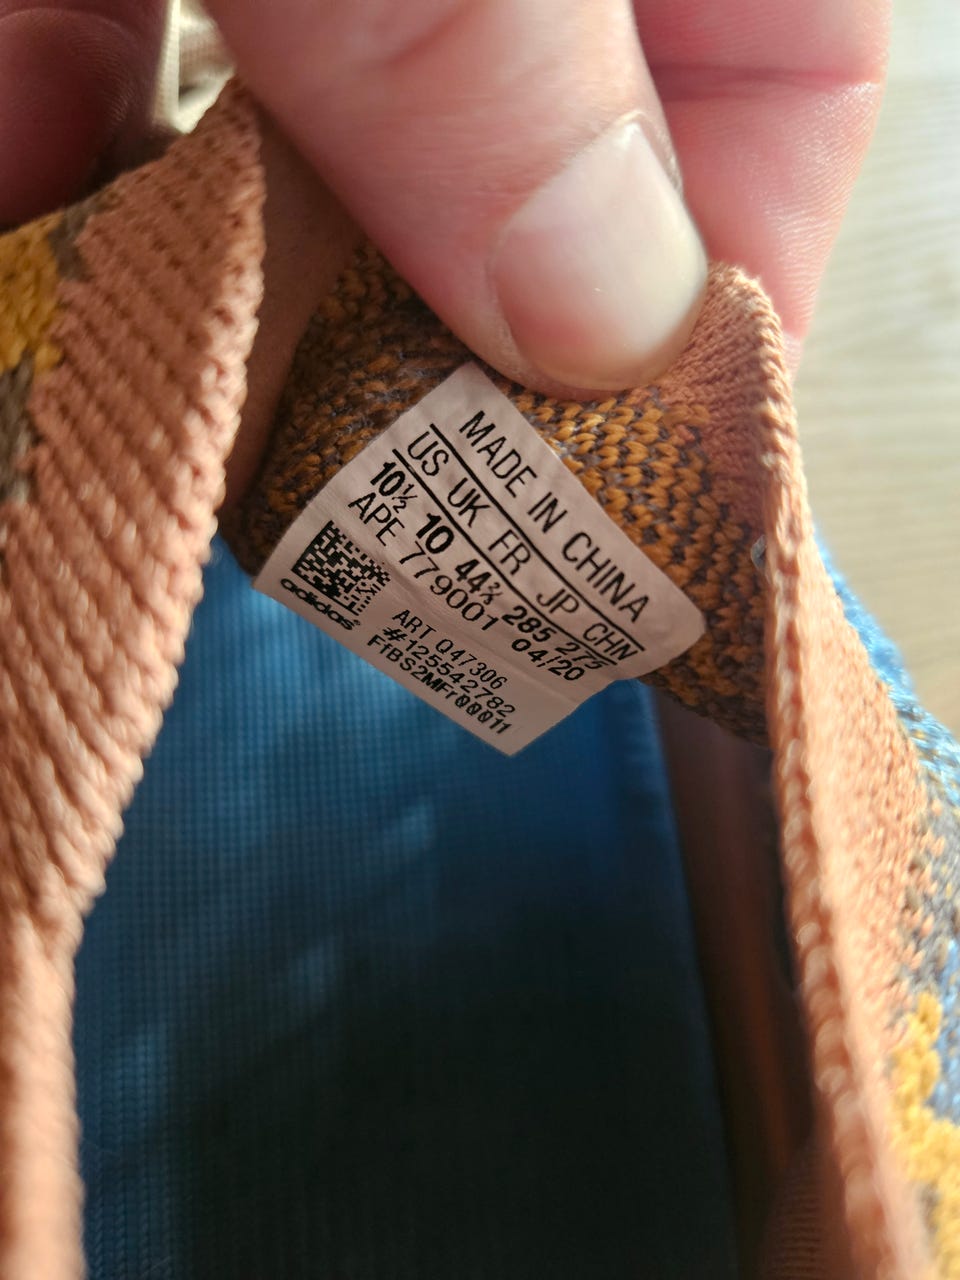 MADE IN CHINA
US UK FR JP CHN
10½ 10 44⅔ 285 275
APE 779001 04/20
ART Q47306
#125542782
FfBS2MFr00011
adidas®